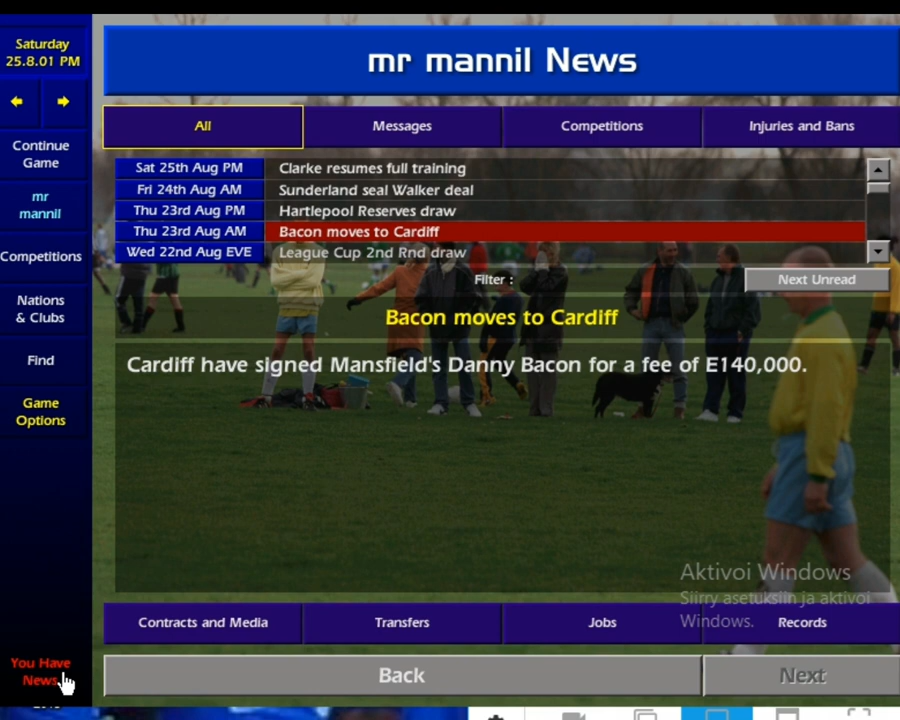 Saturday
25.8.01 PM
mr mannil News
All
Messages
Competitions
Injuries and Bans
Continue
Game
mr
mannil
Competitions
Nations
& Clubs
Find
Game
Options
Sat 25th Aug PM Clarke resumes full training
Fri 24th Aug AM Sunderland seal Walker deal
Thu 23rd Aug PM Hartlepool Reserves draw
Thu 23rd Aug AM Bacon moves to Cardiff
Wed 22nd Aug EVE League Cup 2nd Rnd draw
Filter :
Next Unread
Bacon moves to Cardiff
Cardiff have signed Mansfield's Danny Bacon for a fee of E140,000.
Aktivoi Windows
Siirry asetuksiin ja aktivoi
Windows.
Contracts and Media
Transfers
Jobs
Records
You Have
News
Back
Next